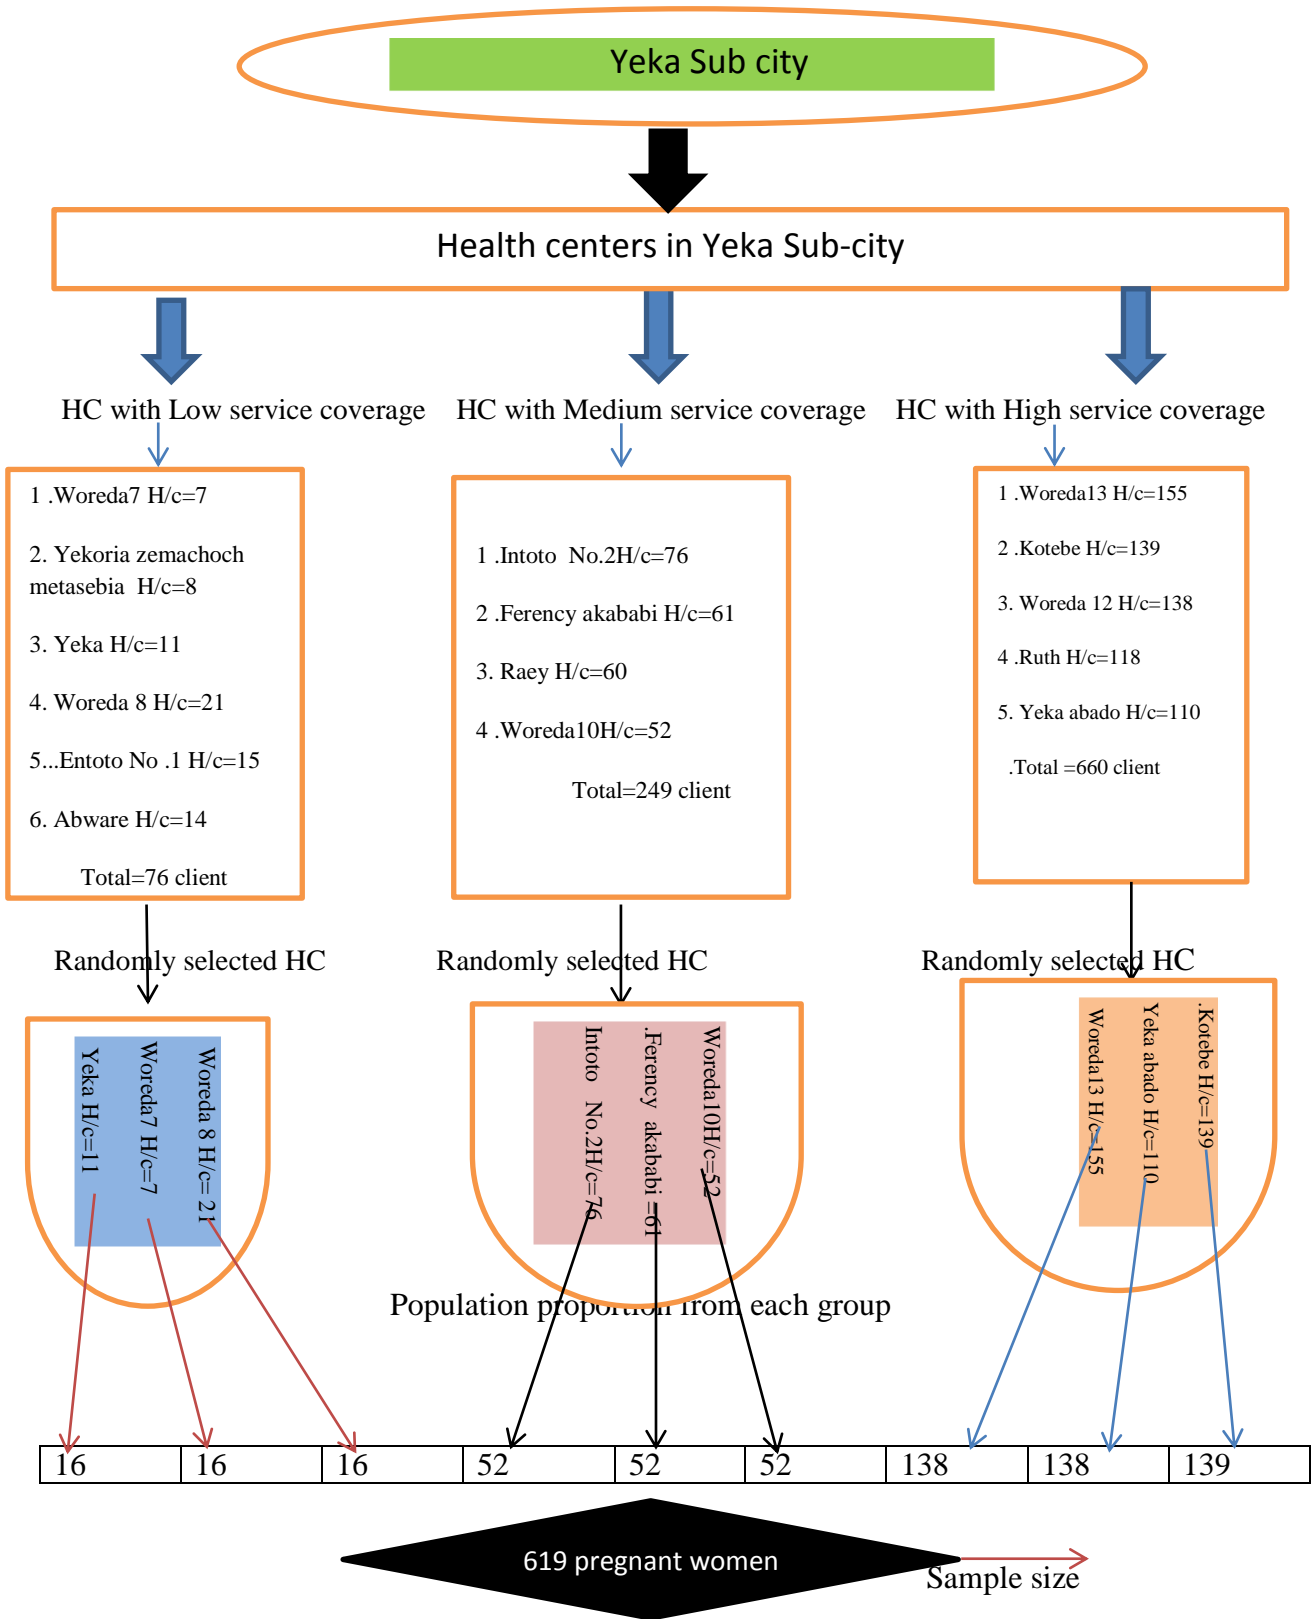 Yeka Sub city
Health centers in Yeka Sub-city
HC with Low service coverage
HC with Medium service coverage
HC with High service coverage
1 .Woreda7 H/c=7
2. Yekoria zemachoch
metasebia H/c=8
3. Yeka H/c=11
4. Woreda 8 H/c=21
5...Entoto No .1 H/c=15
6. Abware H/c=14
Total=76 client
1 .Intoto No.2H/c=76
2 .Ferency akababi H/c=61
3. Raey H/c=60
4 .Woreda10H/c=52
Total=249 client
1 .Woreda13 H/c=155
2 .Kotebe H/c=139
3. Woreda 12 H/c=138
4 .Ruth H/c=118
5. Yeka abado H/c=110
.Total =660 client
Randomly selected HC
Randomly selected HC
Randomly selected HC
Woreda 8 H/c= 21
Woreda7 H/c=7
Yeka H/c=11
Woreda10H/c=52
.Ferency akababi =61
Intoto No.2H/c=76
.Kotebe H/c=139
Yeka abado H/c=110
Woreda13 H/c=155
Population proportion from each group
16 16 16 52 52 52 138 138 139
619 pregnant women
Sample size